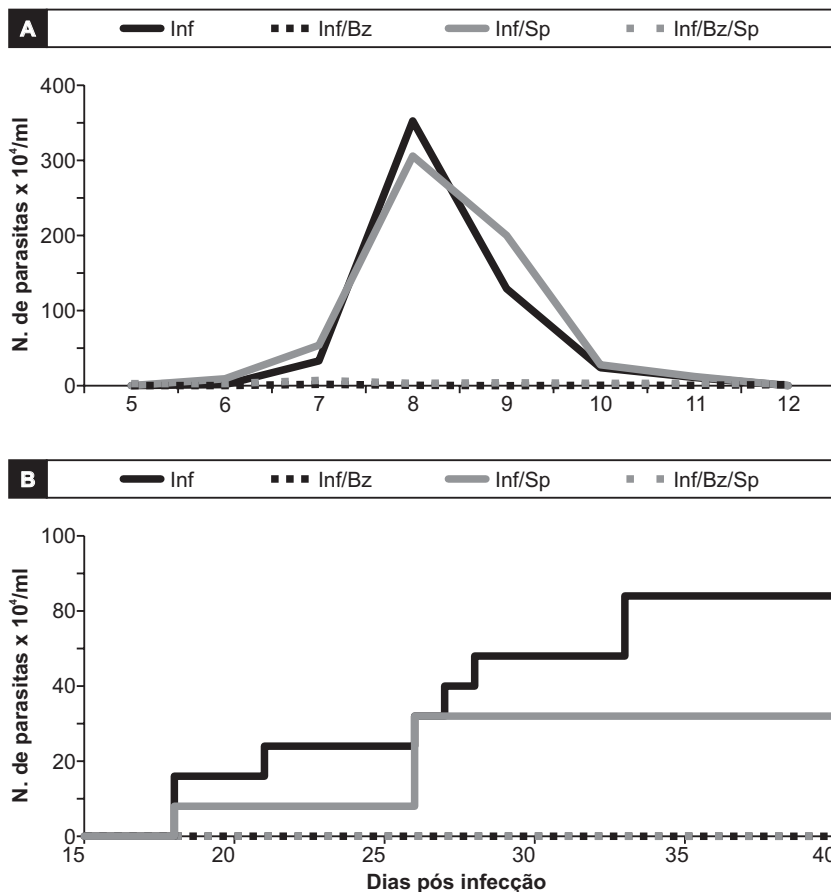 A Inf Inf/Bz Inf/Sp Inf/Bz/Sp
N. de parasitas x 10⁴/ml
400
300
200
100
0
5 6 7 8 9 10 11 12
B Inf Inf/Bz Inf/Sp Inf/Bz/Sp
N. de parasitas x 10⁴/ml
100
80
40
20
0
15 20 25 30 35 40
Dias pós infecção